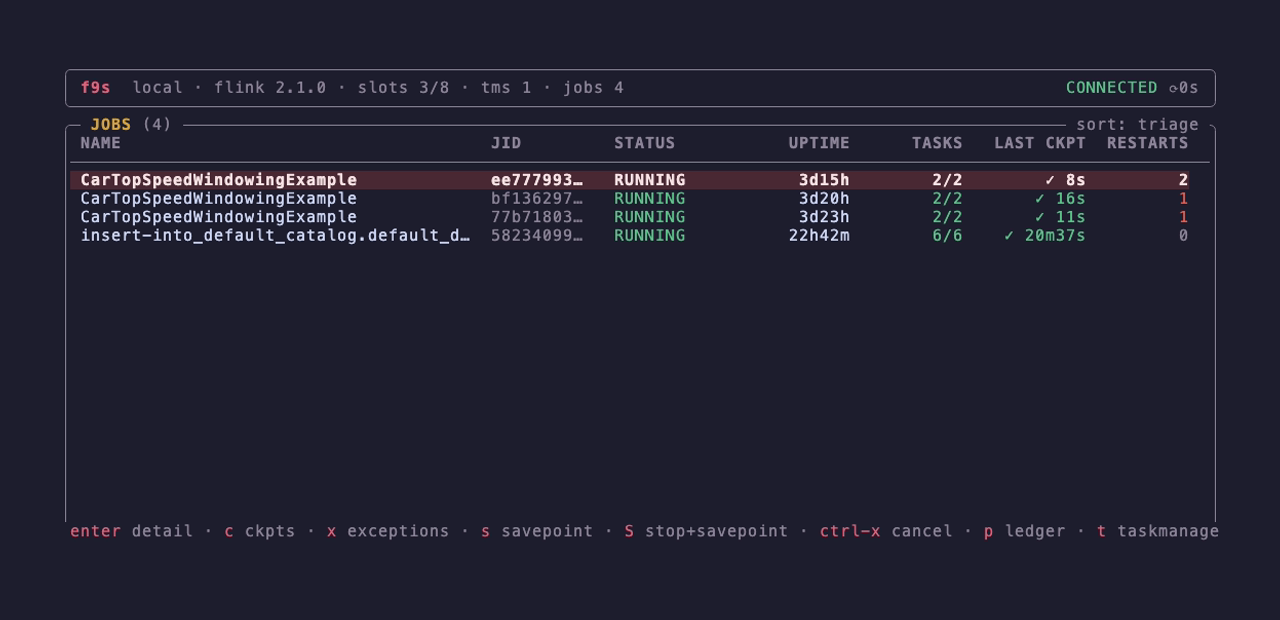 f9s local · flink 2.1.0 · slots 3/8 · tms 1 · jobs 4 CONNECTED ⟳0s
JOBS (4) sort: triage
NAME JID STATUS UPTIME TASKS LAST CKPT RESTARTS
CarTopSpeedWindowingExample ee777993… RUNNING 3d15h 2/2 ✓ 8s 2
CarTopSpeedWindowingExample bf136297… RUNNING 3d20h 2/2 ✓ 16s 1
CarTopSpeedWindowingExample 77b71803… RUNNING 3d23h 2/2 ✓ 11s 1
insert-into_default_catalog.default_d… 58234099… RUNNING 22h42m 6/6 ✓ 20m37s 0
enter detail · c ckpts · x exceptions · s savepoint · S stop+savepoint · ctrl-x cancel · p ledger · t taskmanage